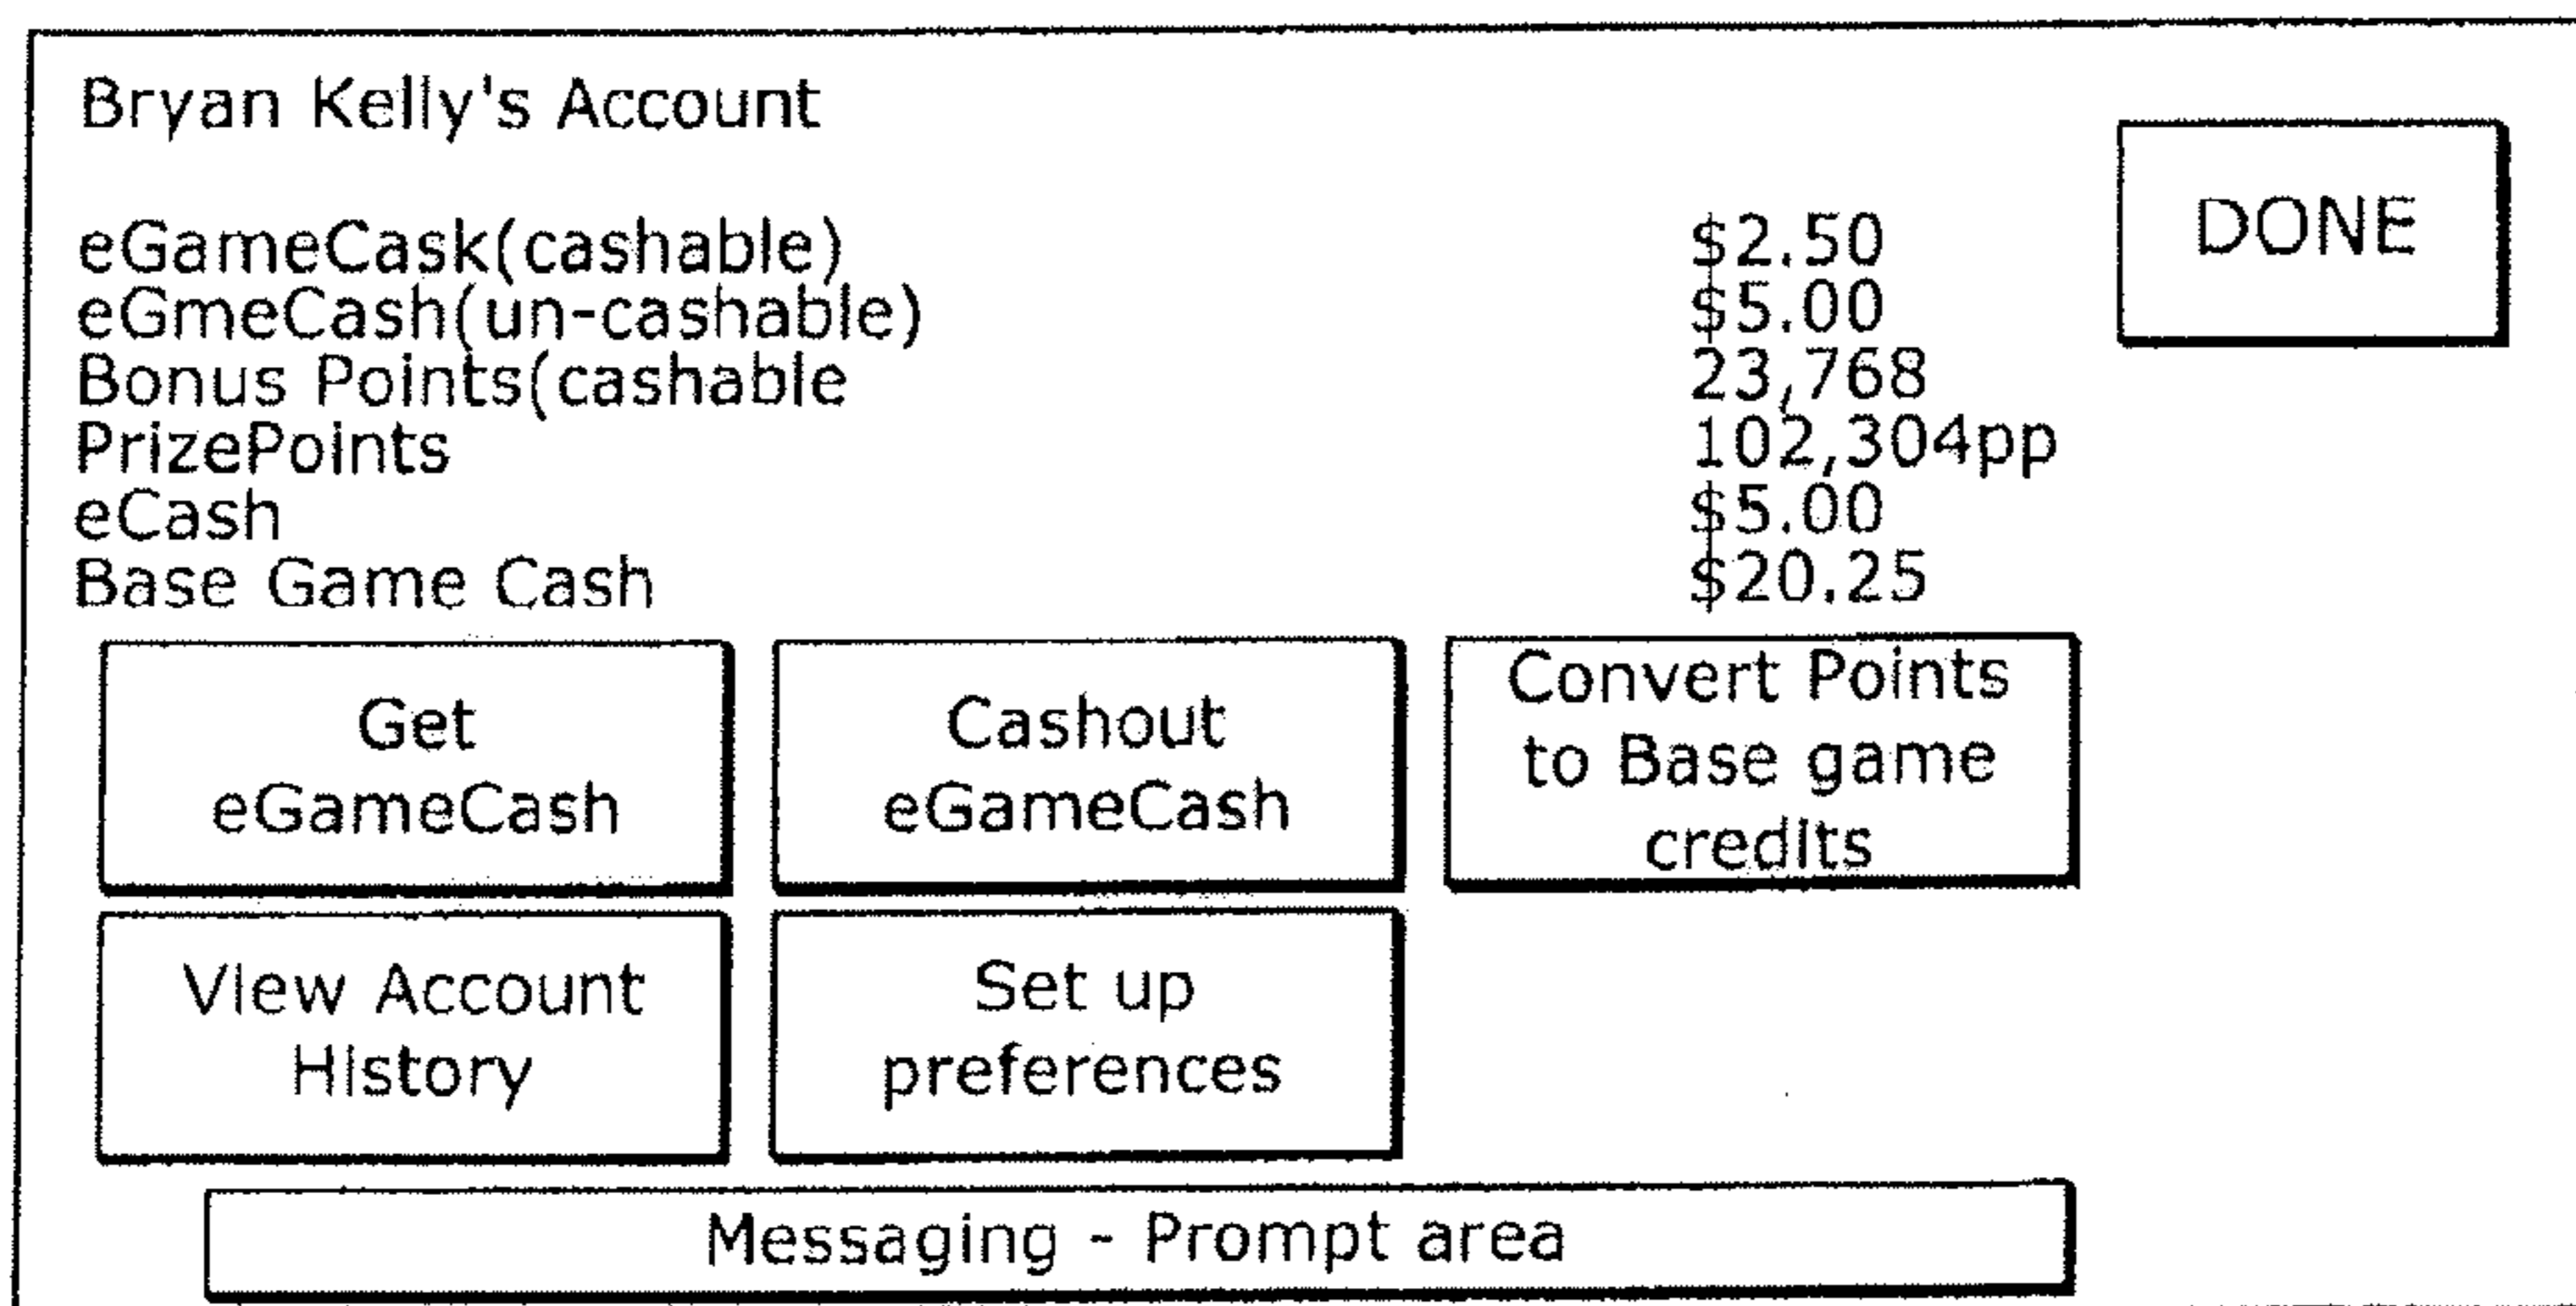 Bryan Kelly's Account
DONE
eGameCask(cashable) $2.50
eGmeCash(un-cashable) $5.00
Bonus Points(cashable 23,768
PrizePoints 102,304pp
eCash $5.00
Base Game Cash $20.25
Get
eGameCash
Cashout
eGameCash
Convert Points
to Base game
credits
View Account
History
Set up
preferences
Messaging - Prompt area